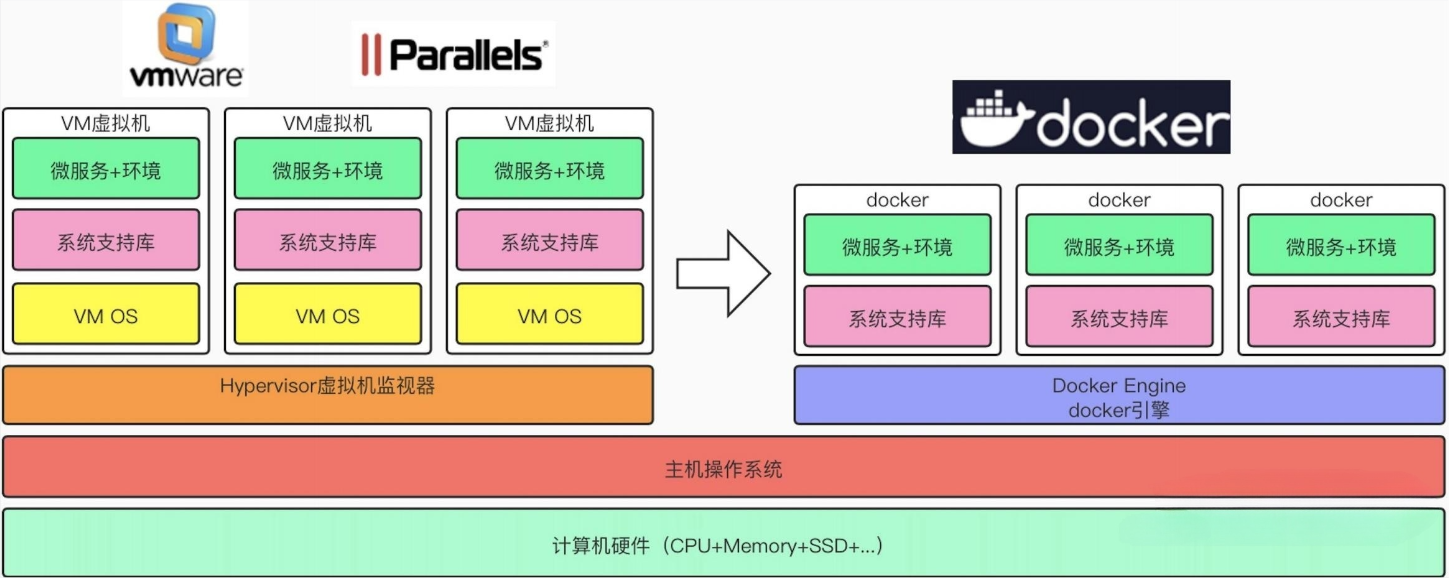 vmware
Parallels®
docker
VM虚拟机
微服务+环境
系统支持库
VM OS
VM虚拟机
微服务+环境
系统支持库
VM OS
VM虚拟机
微服务+环境
系统支持库
VM OS
Hypervisor虚拟机监视器
docker
微服务+环境
系统支持库
docker
微服务+环境
系统支持库
docker
微服务+环境
系统支持库
Docker Engine
docker引擎
主机操作系统
计算机硬件（CPU+Memory+SSD+...）